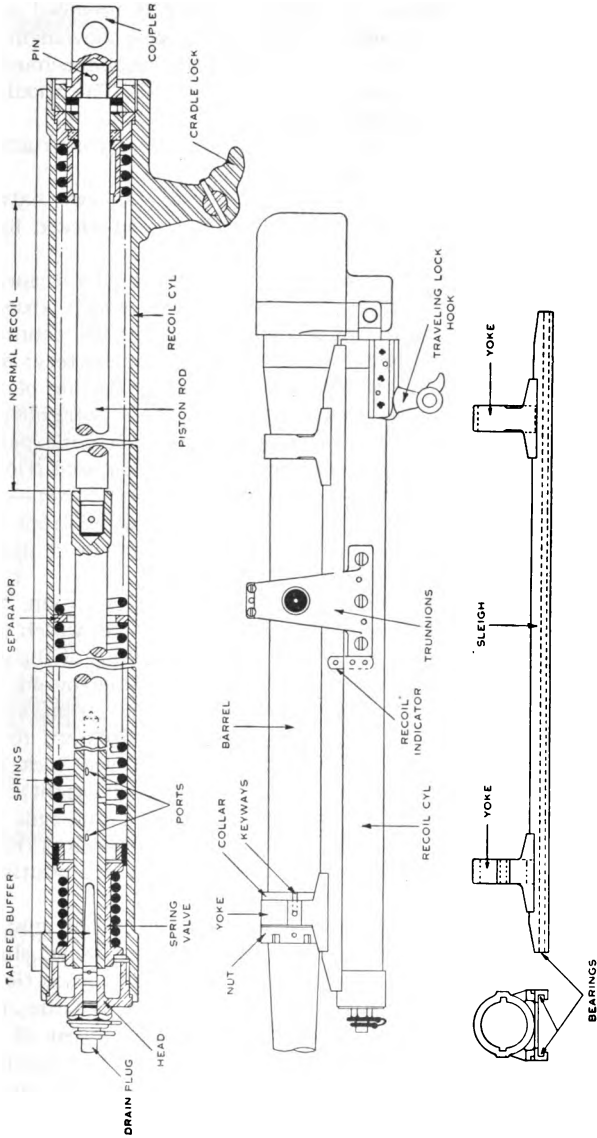 COUPLER
PIN
CRADLE LOCK
NORMAL RECOIL
RECOIL CYL
PISTON ROD
SEPARATOR
SPRINGS
PORTS
TAPERED BUFFER
SPRING
VALVE
HEAD
DRAIN PLUG
TRAVELING LOCK
HOOK
TRUNNIONS
RECOIL
INDICATOR
BARREL
RECOIL CYL
KEYWAYS
COLLAR
YOKE
NUT
YOKE
SLEIGH
YOKE
BEARINGS